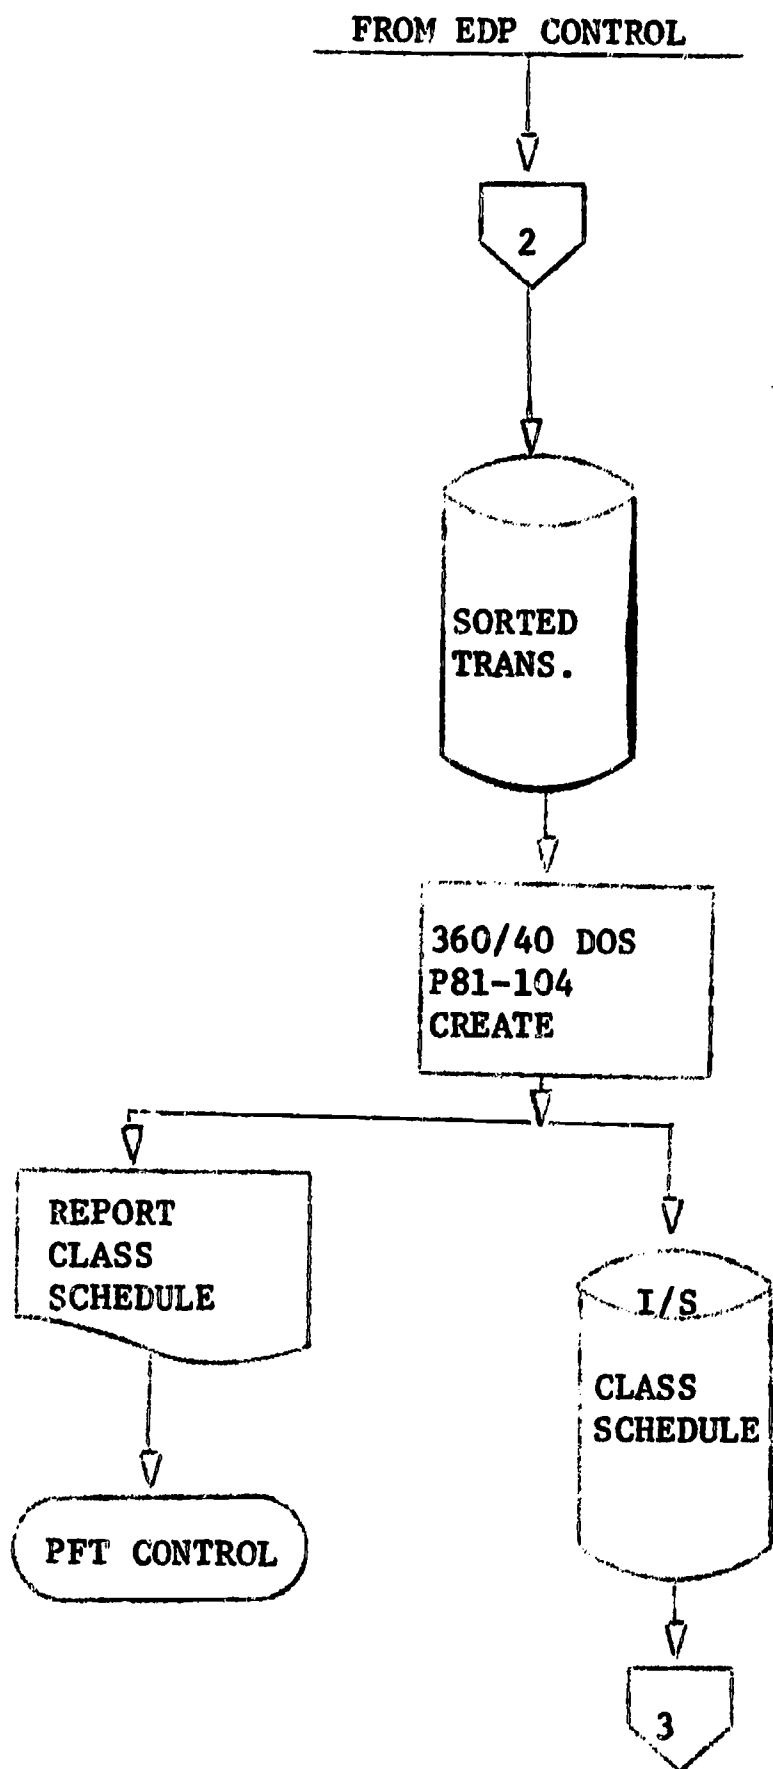 FROM EDP CONTROL
2
SORTED
TRANS.
360/40 DOS
P81-104
CREATE
REPORT
CLASS
SCHEDULE
PFT CONTROL
I/S
CLASS
SCHEDULE
3